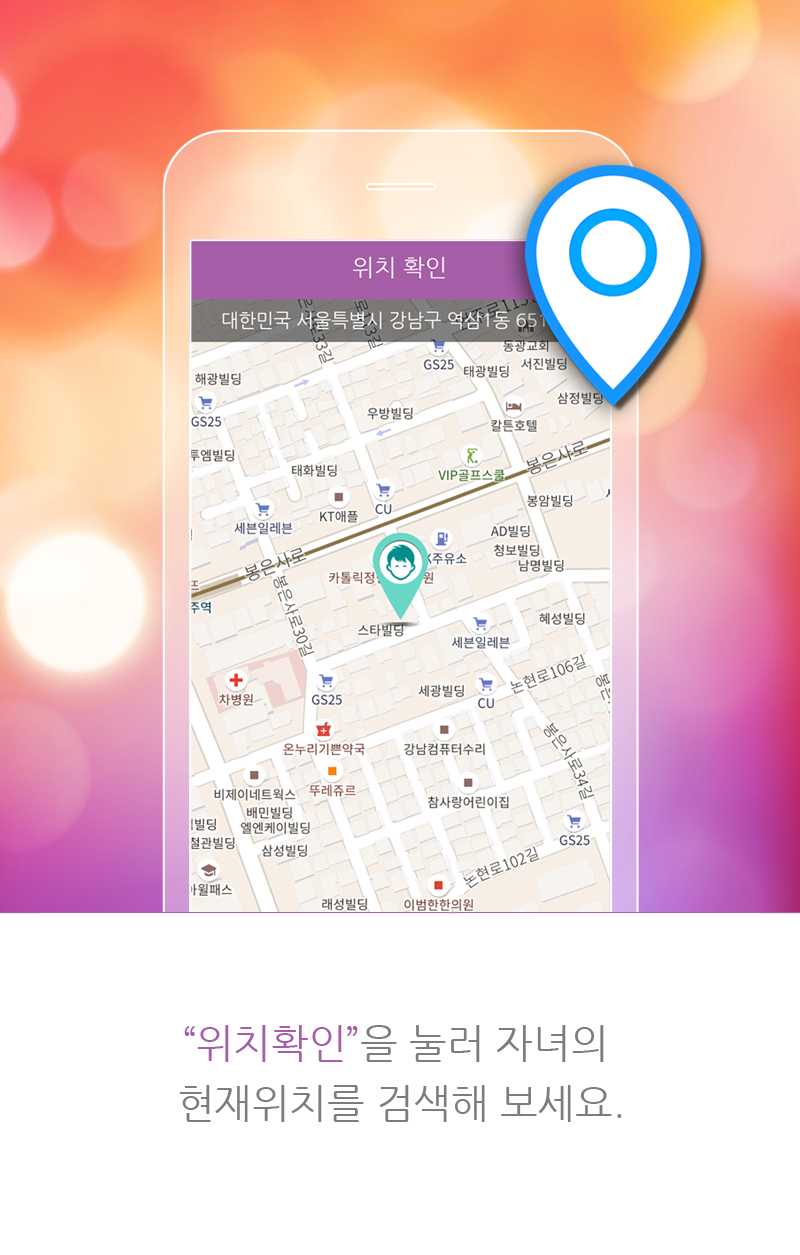 위치 확인
대한민국 서울특별시 강남구 역삼1동
동광교회
GS25
서진빌딩
태광빌딩
해광빌딩
삼정빌딩
GS25
우방빌딩
칼튼호텔
투엠빌딩
봉은사로
태화빌딩
VIP골프스쿨
KT애플
CU
봉암빌딩
세븐일레븐
AD빌딩
청보빌딩
봉은사로
K주유소
남명빌딩
카톨릭정
원
주역
봉은사로30길
스타빌딩
혜성빌딩
세븐일레븐
논현로106길
차병원
GS25
세광빌딩
CU
온누리기쁜약국
강남컴퓨터수리
봉은사로34길
비제이네트웍스
뚜레쥬르
배민빌딩
참사랑어린이집
엘엔케이빌딩
빌딩
철관빌딩
삼성빌딩
GS25
논현로102길
아월패스
래성빌딩
이범한한의원
“위치확인”을 눌러 자녀의
현재위치를 검색해 보세요.